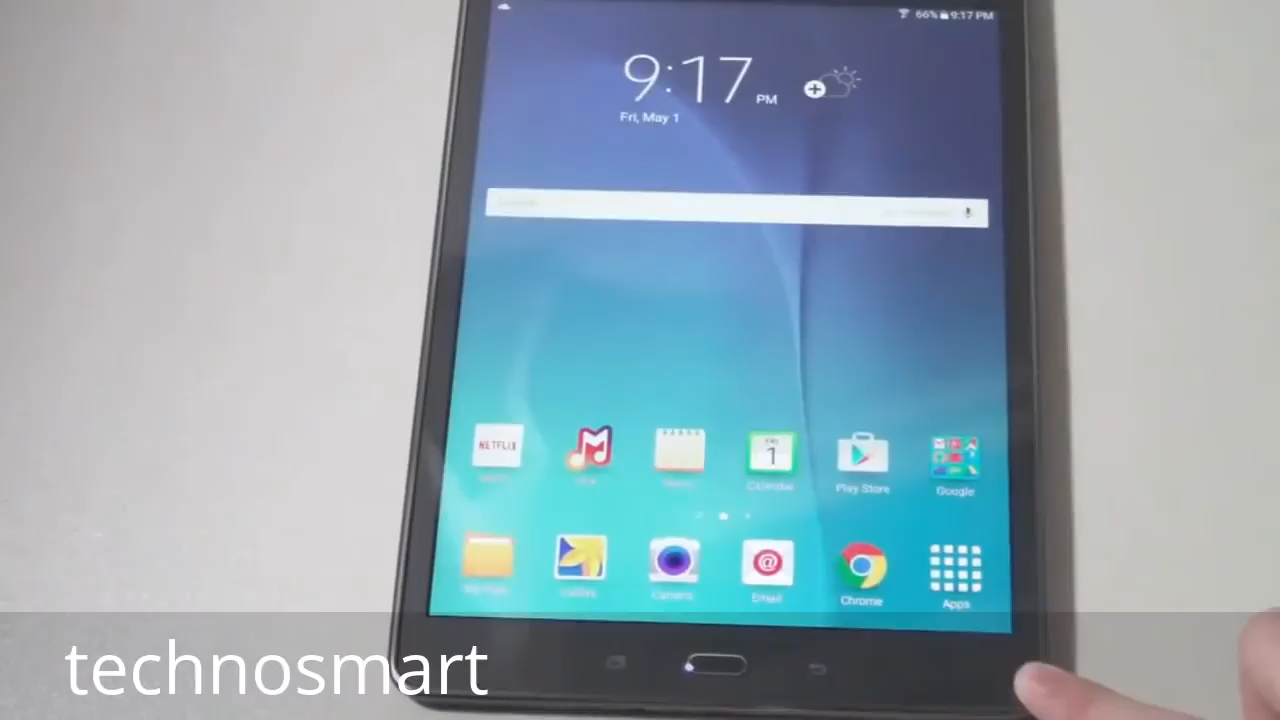 66% 9:17 PM
9:17 PM
Fri, May 1
NETFLIX
FRI
1
Calendar
Play Store
Google
Camera
Email
Chrome
Apps
technosmart